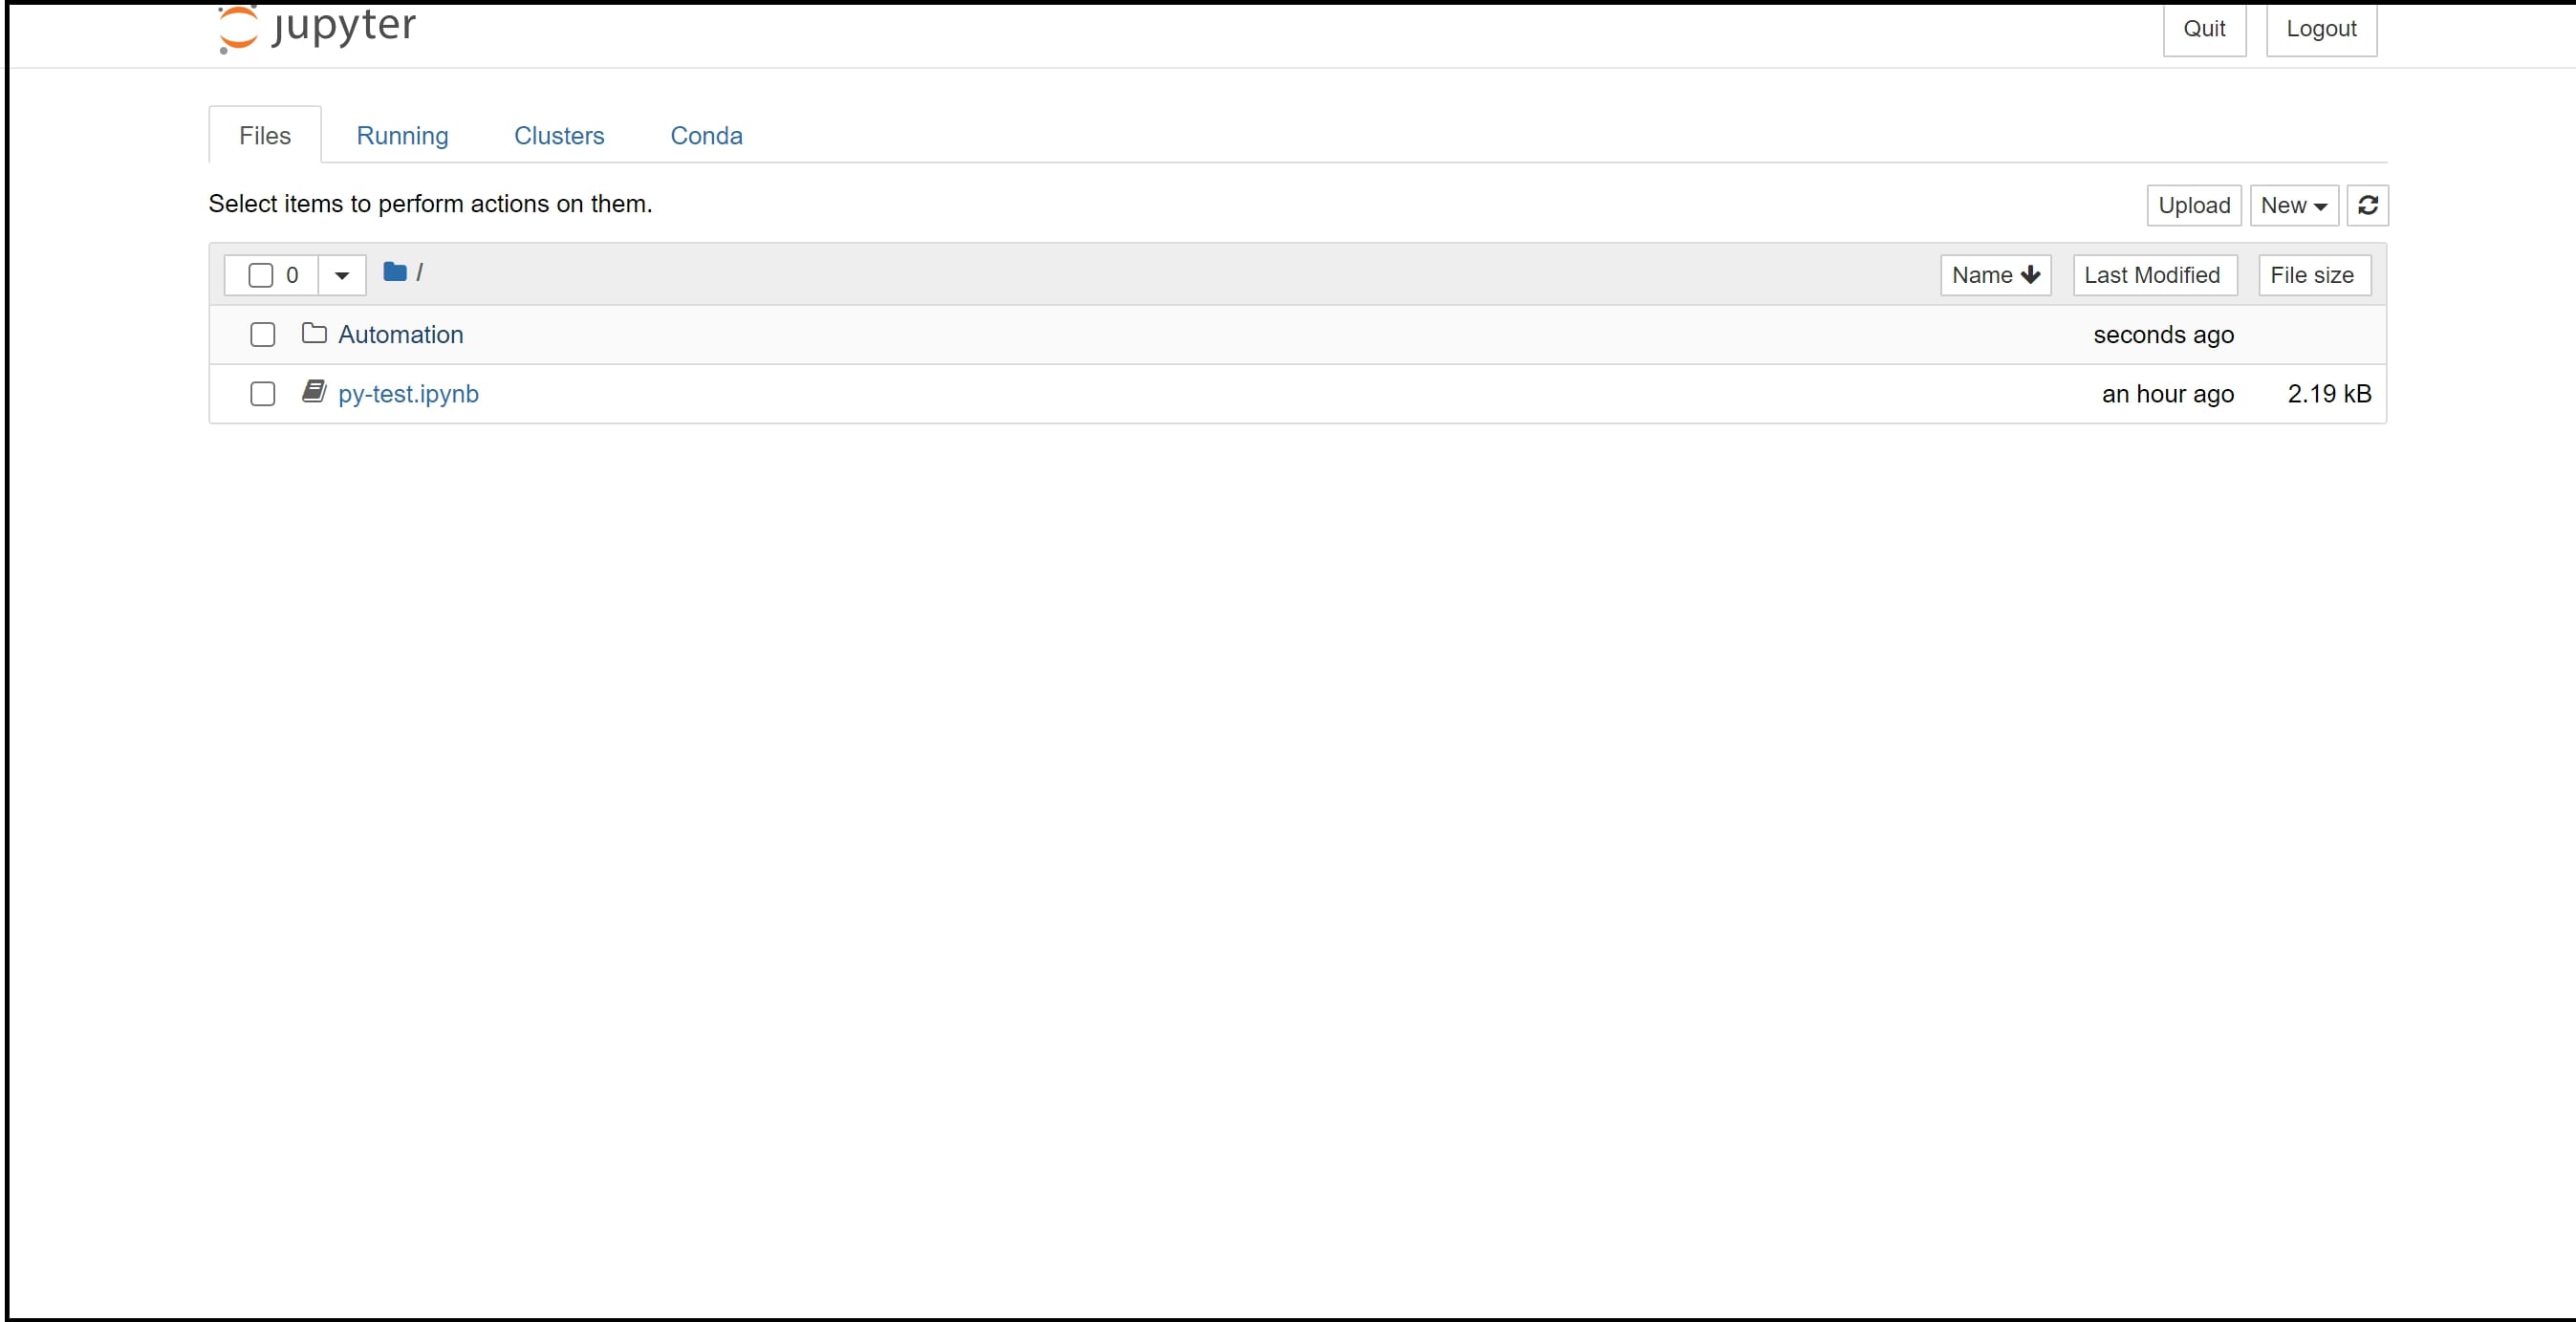 jupyter
Quit Logout
Files Running Clusters Conda
Select items to perform actions on them.
Upload New
0 /
Name Last Modified File size
Automation seconds ago
py-test.ipynb an hour ago 2.19 kB